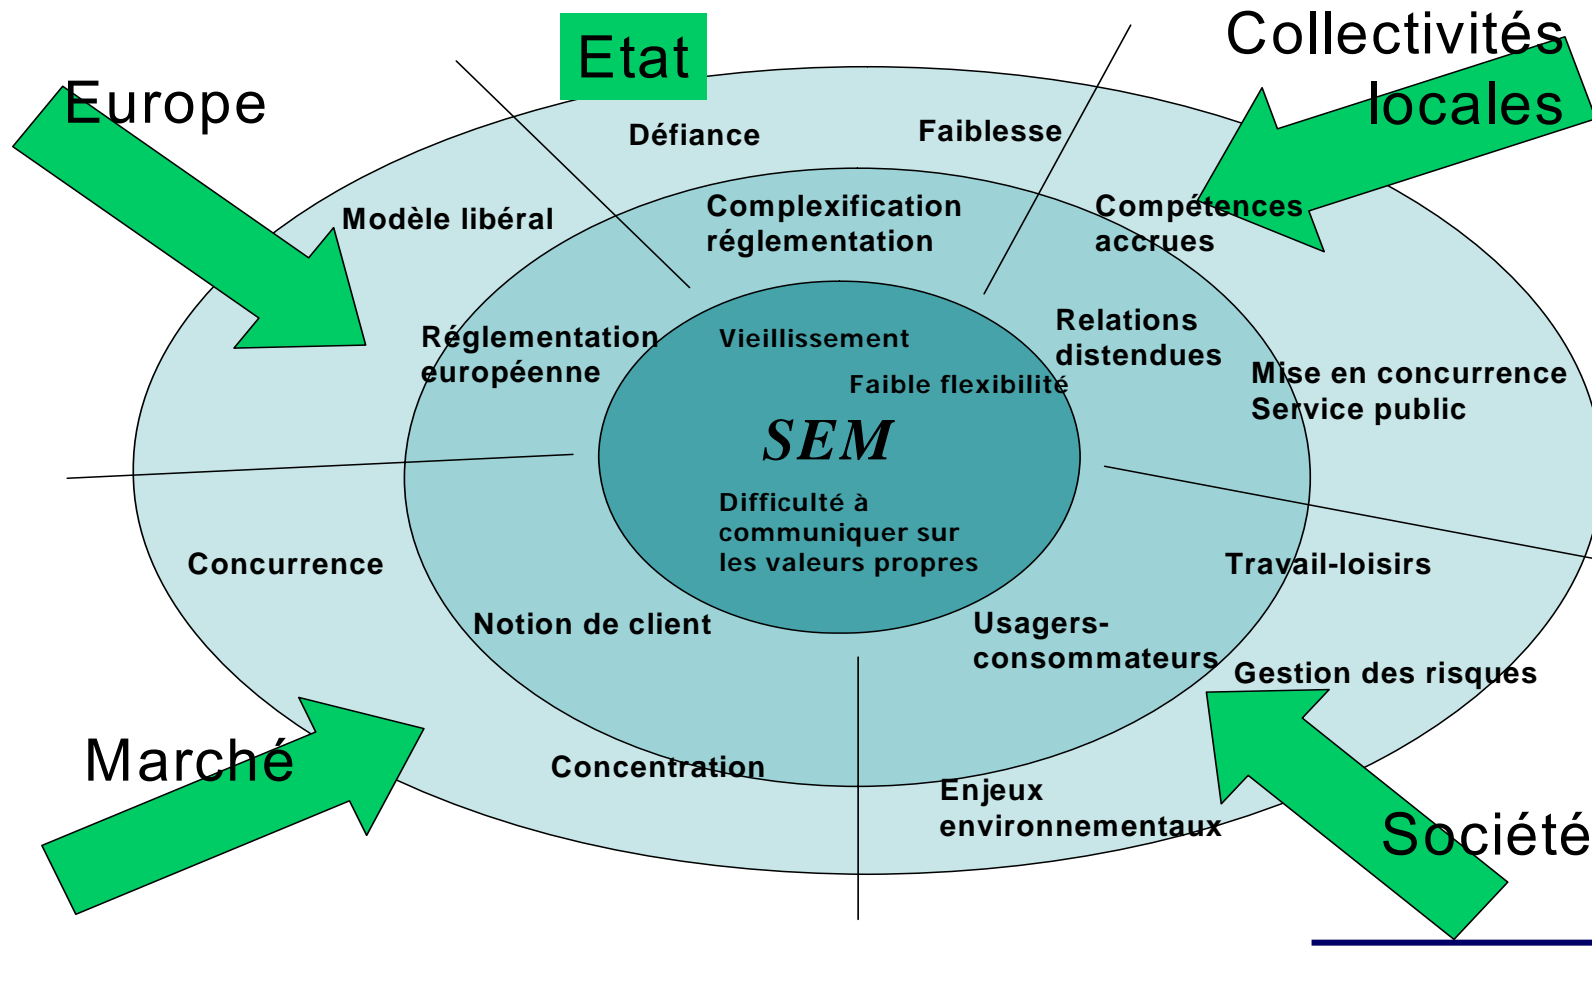 Etat
Collectivités
locales
Europe
Défiance
Faiblesse
Modèle libéral
Complexification
réglementation
Compétences
accrues
Réglementation
européenne
Vieillissement
Relations
distendues
Faible flexibilité
Mise en concurrence
Service public
SEM
Difficulté à
communiquer sur
les valeurs propres
Concurrence
Travail-loisirs
Notion de client
Usagers-
consommateurs
Gestion des risques
Marché
Concentration
Enjeux
environnementaux
Société